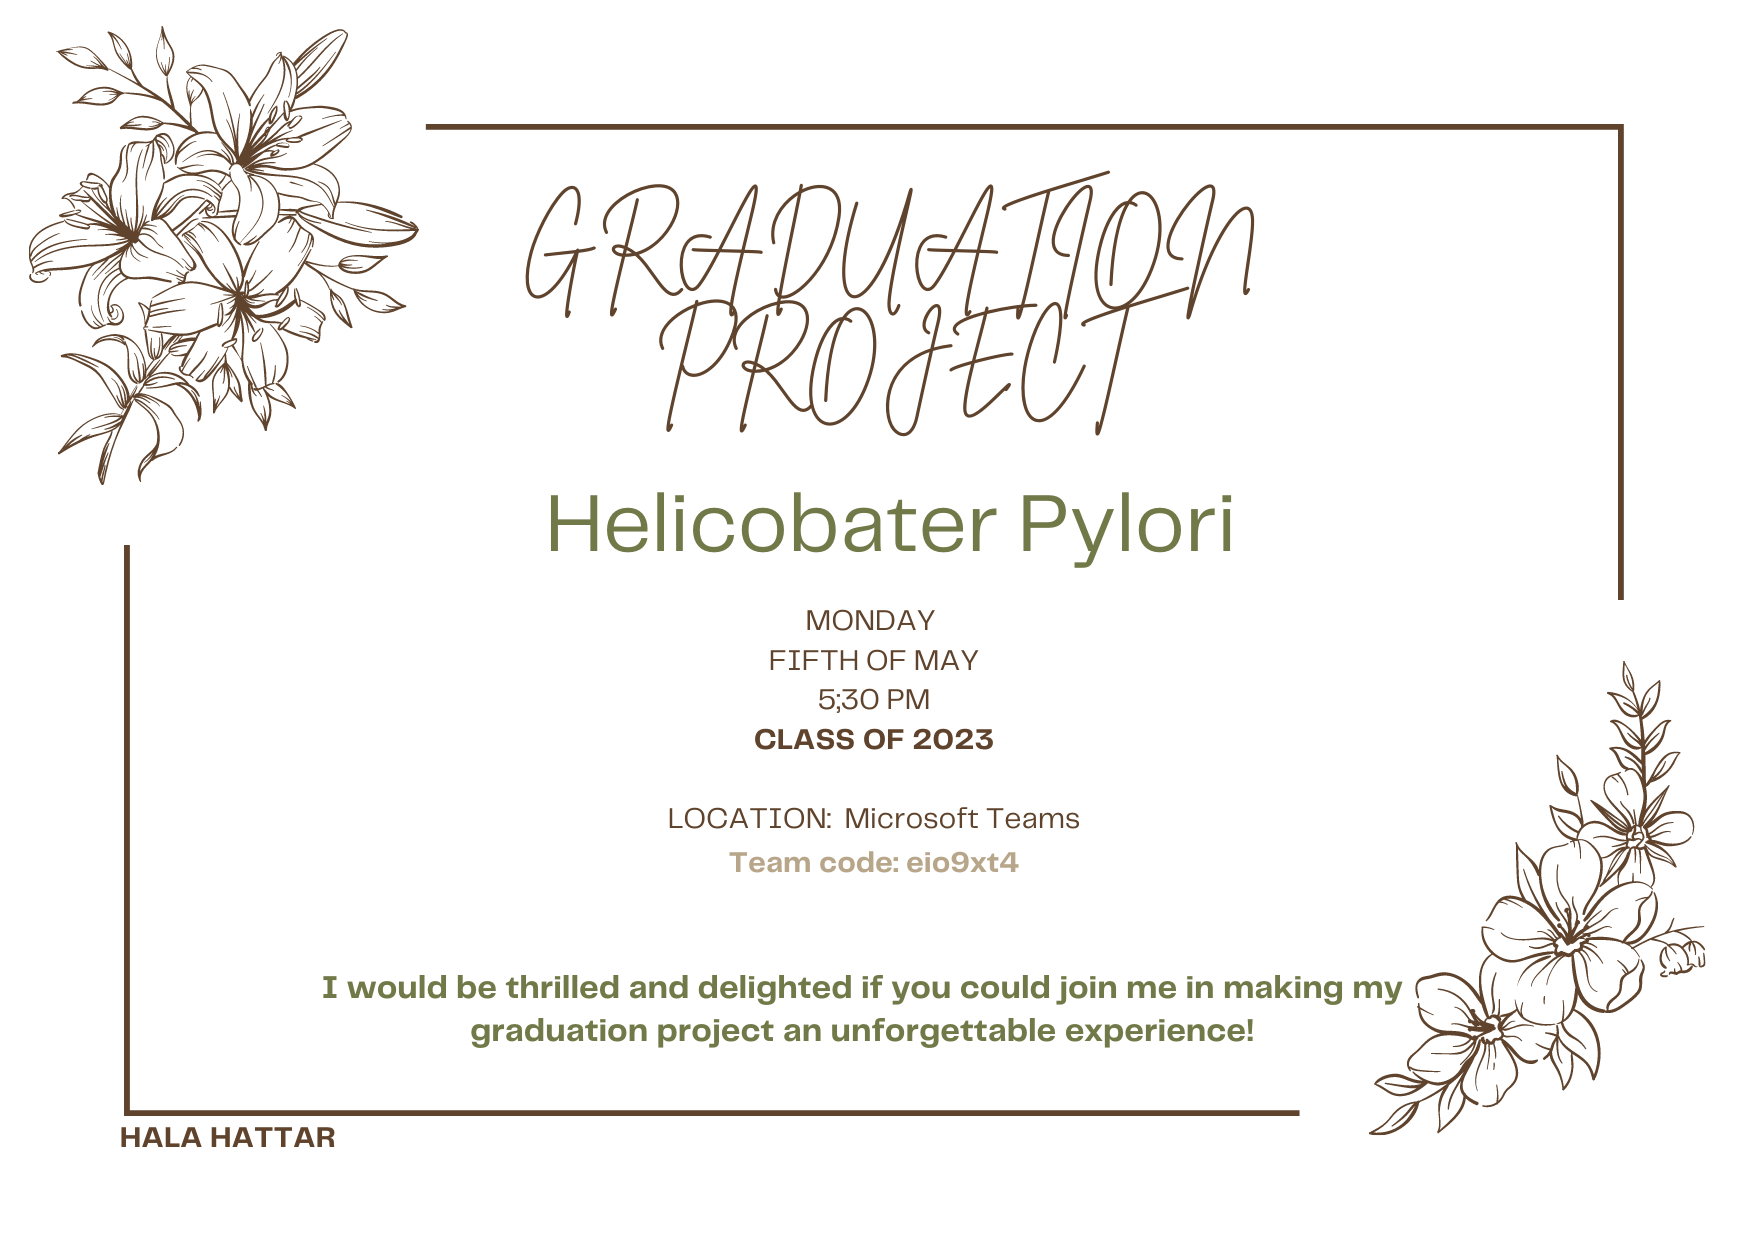 GRADUATION
PROJECT
Helicobater Pylori
MONDAY
FIFTH OF MAY
5;30 PM
CLASS OF 2023
LOCATION: Microsoft Teams
Team code: eio9xt4
I would be thrilled and delighted if you could join me in making my
graduation project an unforgettable experience!
HALA HATTAR